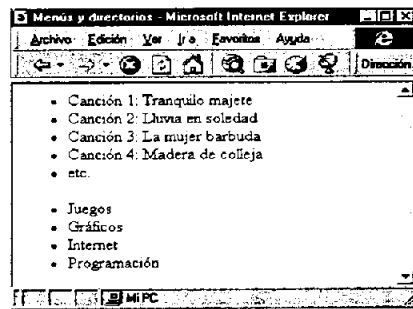 Menús y directorios - Microsoft Internet Explorer
Archivo Edición Ver Ir a Favoritos Ayuda
Dirección
• Canción 1: Tranquilo majete
• Canción 2: Lluvia en soledad
• Canción 3: La mujer barbuda
• Canción 4: Madera de colleja
• etc.
• Juegos
• Gráficos
• Internet
• Programación
Mi PC